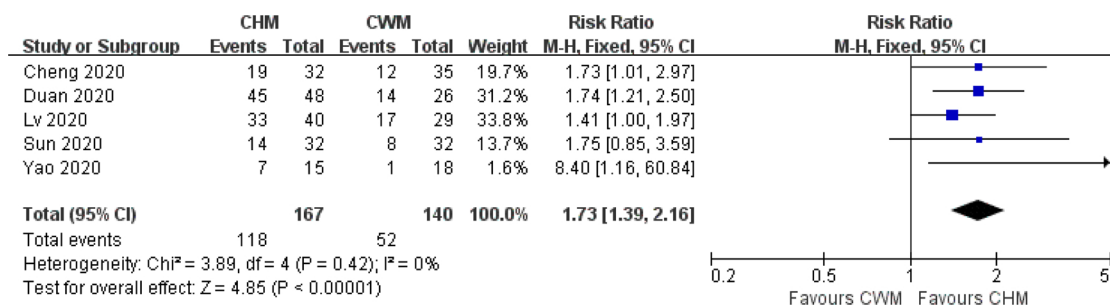 CHM CWM Risk Ratio Risk Ratio
Study or Subgroup Events Total Events Total Weight M-H, Fixed, 95% CI M-H, Fixed, 95% CI
Cheng 2020 19 32 12 35 19.7% 1.73 [1.01, 2.97]
Duan 2020 45 48 14 26 31.2% 1.74 [1.21, 2.50]
Lv 2020 33 40 17 29 33.8% 1.41 [1.00, 1.97]
Sun 2020 14 32 8 32 13.7% 1.75 [0.85, 3.59]
Yao 2020 7 15 1 18 1.6% 8.40 [1.16, 60.84]
Total (95% CI) 167 140 100.0% 1.73 [1.39, 2.16]
Total events 118 52
Heterogeneity: Chi² = 3.89, df = 4 (P = 0.42); I² = 0%
Test for overall effect: Z = 4.85 (P < 0.00001)
0.2 0.5 1 2 5
Favours CWM Favours CHM